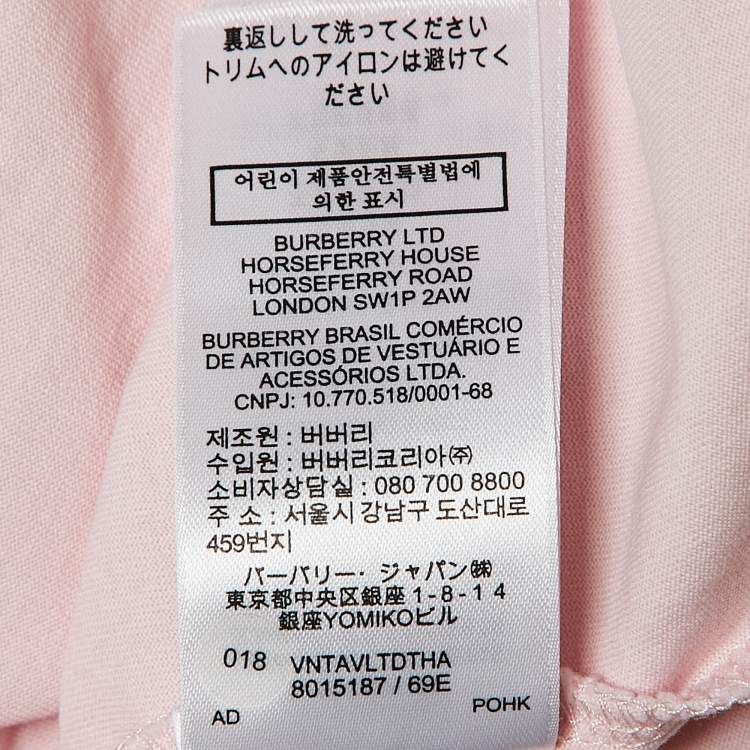 裏返しして洗ってください
トリムへのアイロンは避けてく
ださい
어린이 제품안전특별법에
의한 표시
BURBERRY LTD
HORSEFERRY HOUSE
HORSEFERRY ROAD
LONDON SW1P 2AW
BURBERRY BRASIL COMÉRCIO
DE ARTIGOS DE VESTUÁRIO E
ACESSÓRIOS LTDA.
CNPJ: 10.770.518/0001-68
제조원 : 버버리
수입원 : 버버리코리아㈜
소비자상담실 : 080 700 8800
주 소 : 서울시 강남구 도산대로
459번지
バーバリー・ジャパン㈱
東京都中央区銀座 1 - 8 - 1 4
銀座YOMIKOビル
018 VNTAVLTDTHA
8015187 / 69E
AD POHK